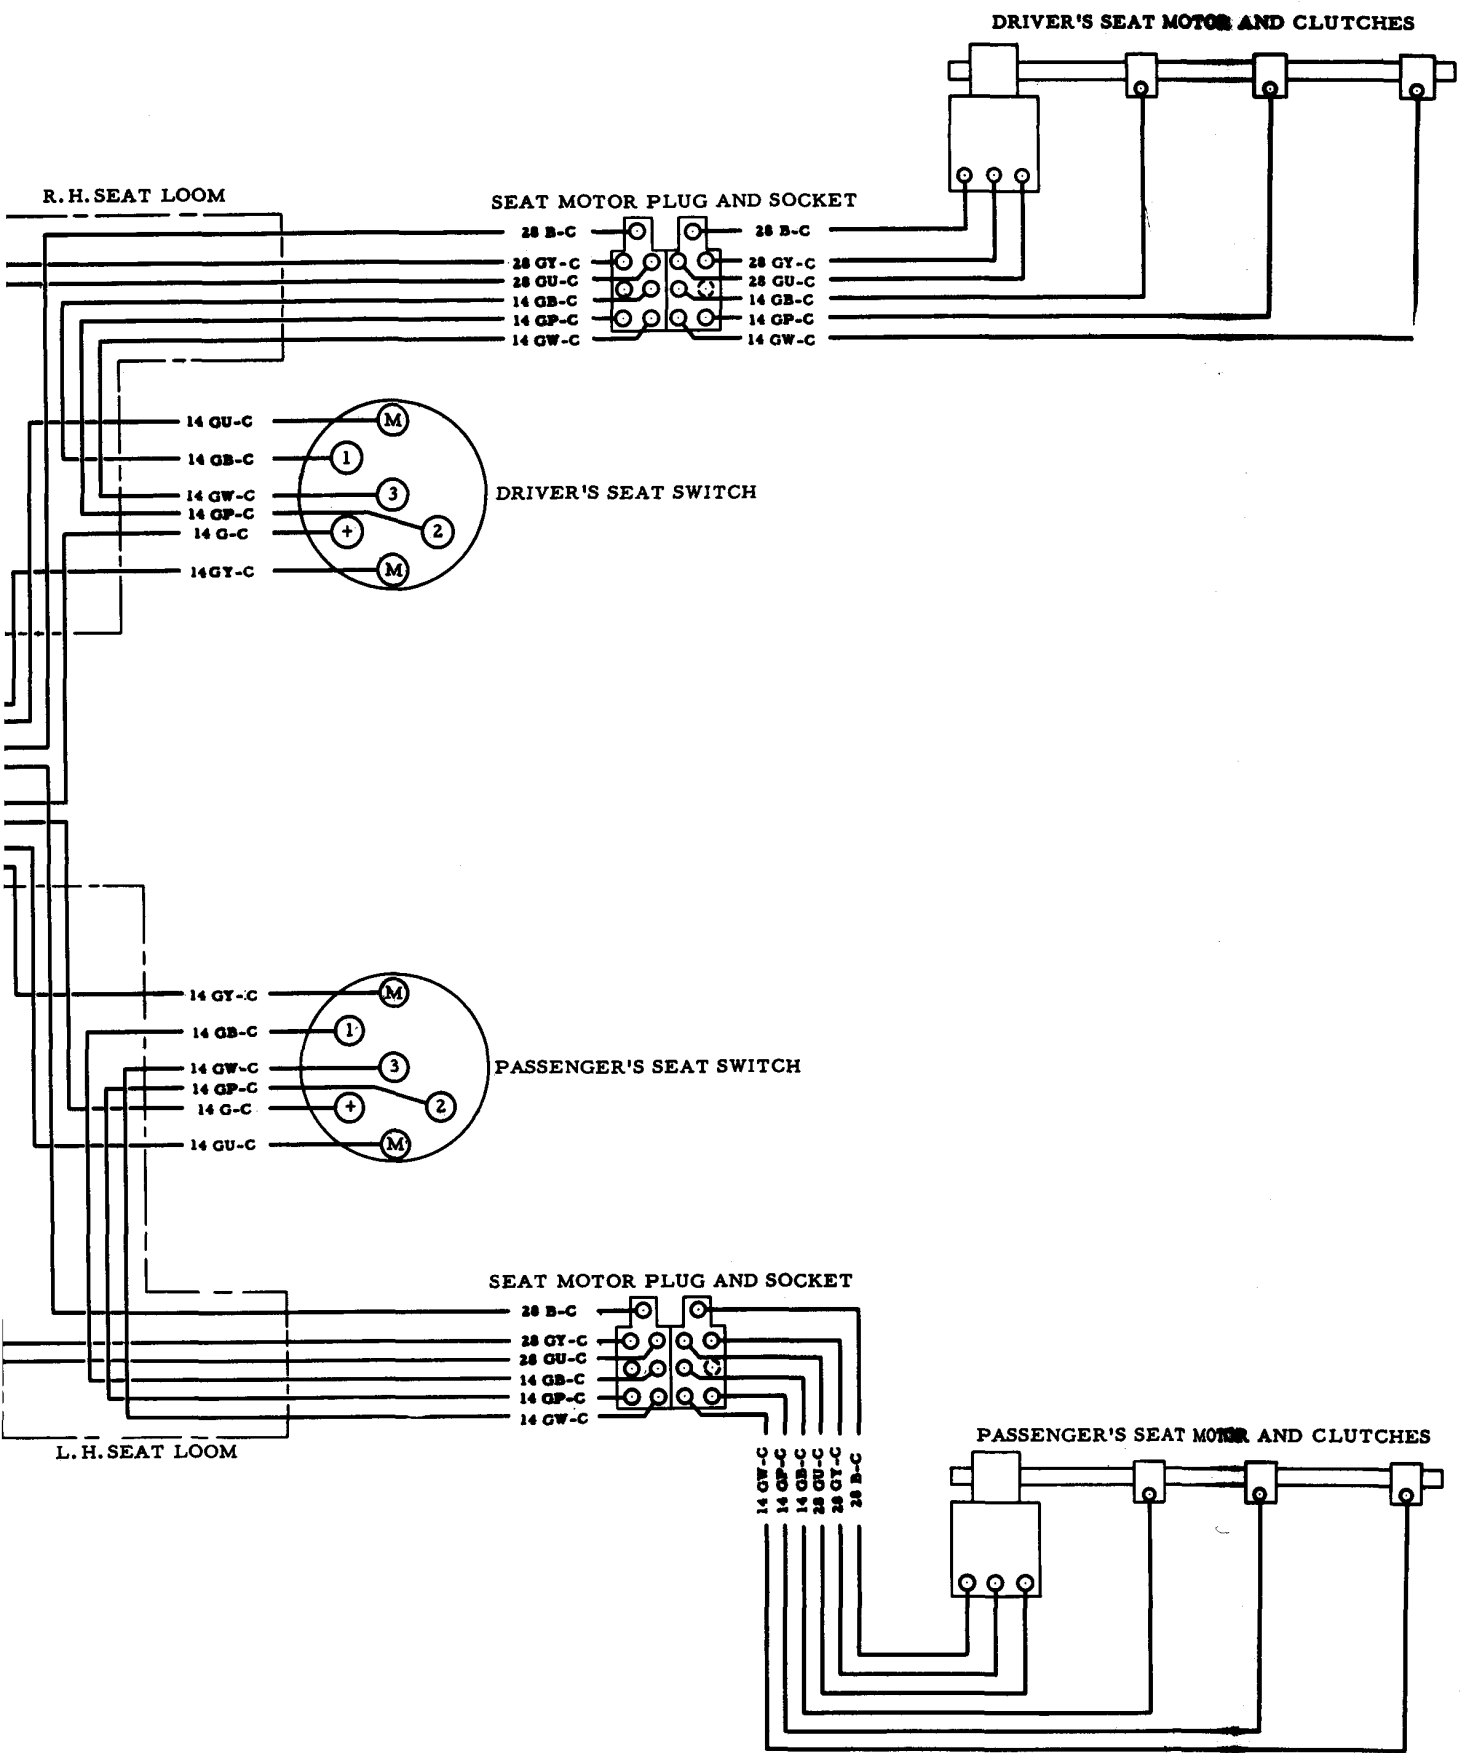 DRIVER'S SEAT MOTOR AND CLUTCHES
R.H. SEAT LOOM
SEAT MOTOR PLUG AND SOCKET
28 B-C 28 B-C
28 GY-C 28 GY-C
28 GU-C 28 GU-C
14 GB-C 14 GB-C
14 GP-C 14 GP-C
14 GW-C 14 GW-C
14 GU-C M
14 GB-C 1
14 GW-C 3
DRIVER'S SEAT SWITCH
14 GP-C 2
14 G-C +
14GY-C M
14 GY-C M
14 GB-C 1
14 GW-C 3
PASSENGER'S SEAT SWITCH
14 GP-C 2
14 G-C +
14 GU-C M
SEAT MOTOR PLUG AND SOCKET
28 B-C
28 GY-C
28 GU-C
14 GB-C
14 GP-C
14 GW-C
L.H. SEAT LOOM
PASSENGER'S SEAT MOTOR AND CLUTCHES
14 GW-C
14 GP-C
14 GB-C
28 GU-C
28 GY-C
28 B-C